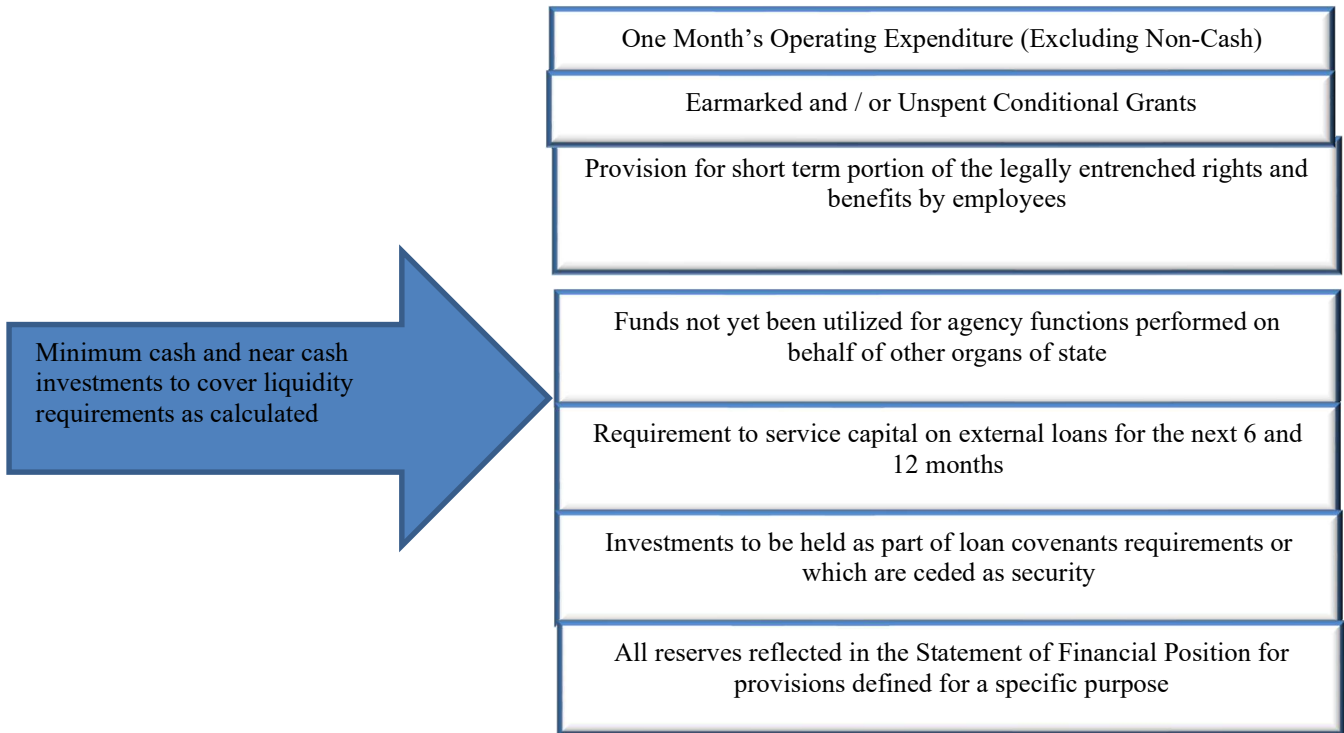 One Month’s Operating Expenditure (Excluding Non-Cash)
Earmarked and / or Unspent Conditional Grants
Provision for short term portion of the legally entrenched rights and
benefits by employees
Minimum cash and near cash
investments to cover liquidity
requirements as calculated
Funds not yet been utilized for agency functions performed on
behalf of other organs of state
Requirement to service capital on external loans for the next 6 and
12 months
Investments to be held as part of loan covenants requirements or
which are ceded as security
All reserves reflected in the Statement of Financial Position for
provisions defined for a specific purpose